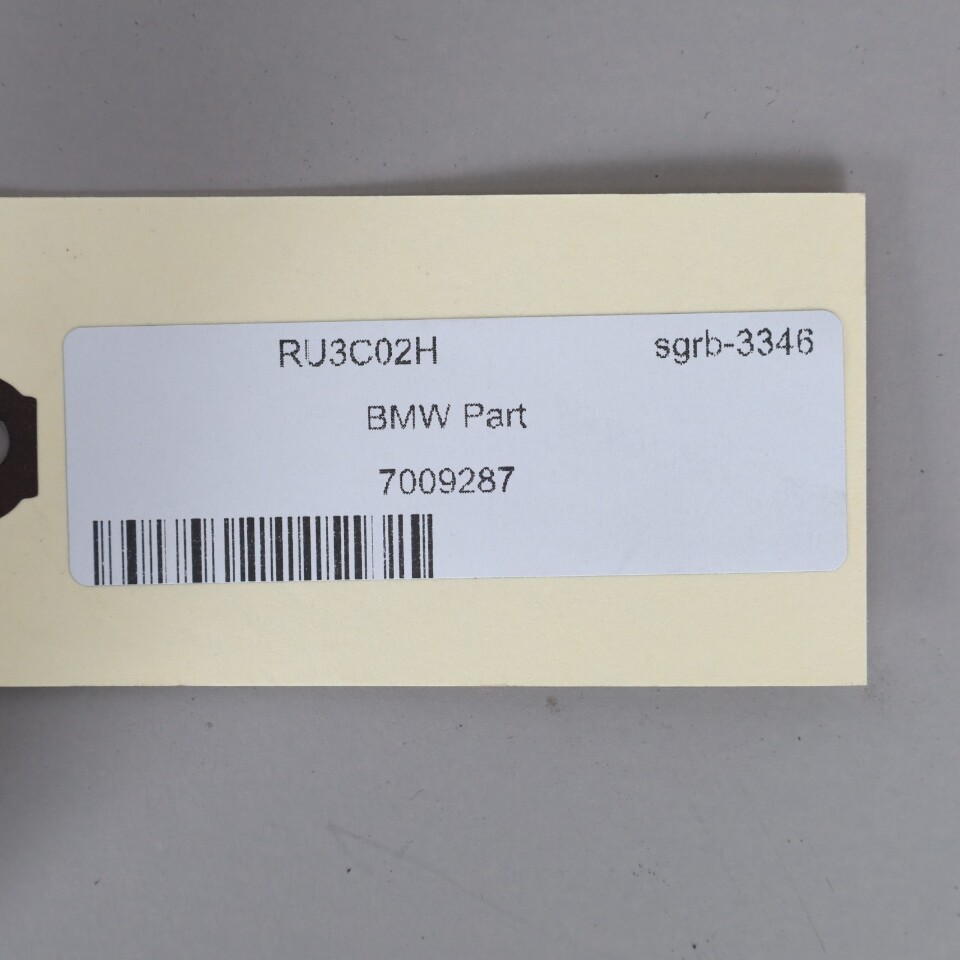 RU3C02H sgrb-3346
BMW Part
7009287